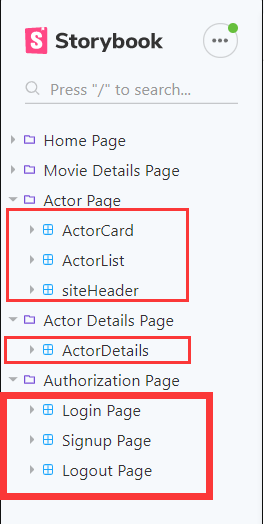 Storybook
Press "/" to search...
Home Page
Movie Details Page
Actor Page
ActorCard
ActorList
siteHeader
Actor Details Page
ActorDetails
Authorization Page
Login Page
Signup Page
Logout Page